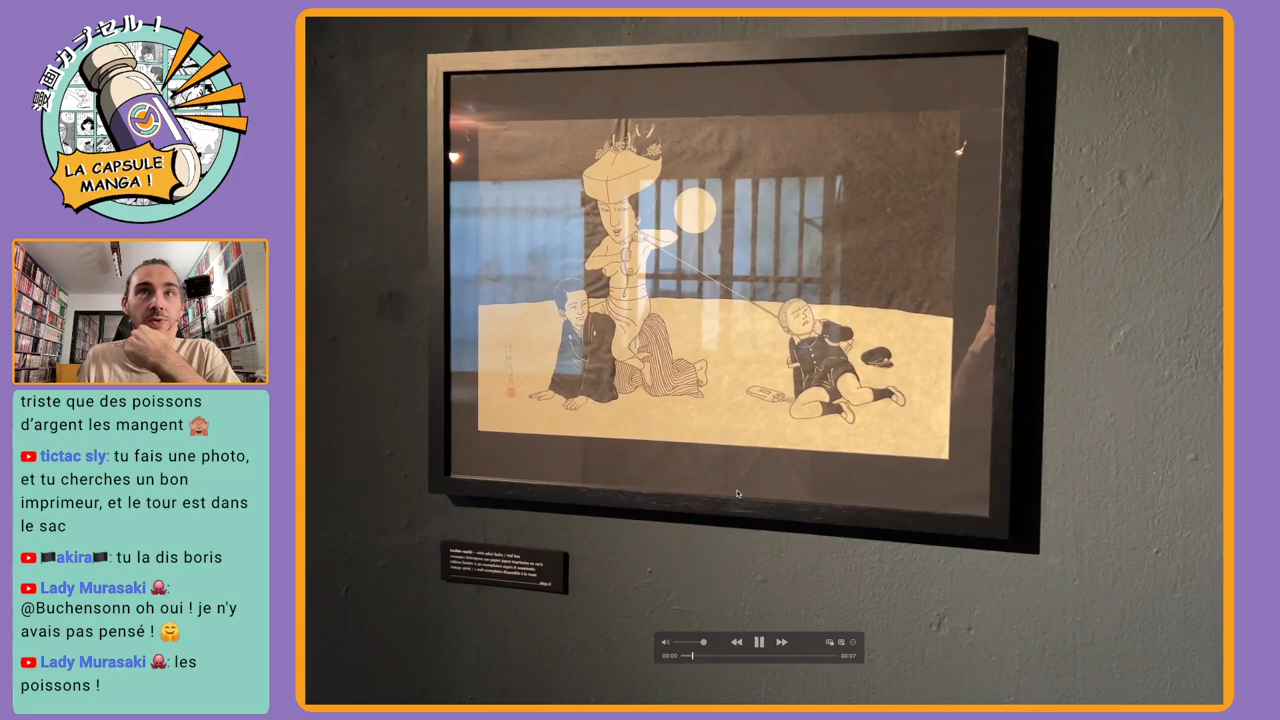 漫画カプセル！
LA CAPSULE
MANGA !
triste que des poissons
d'argent les mangent 🙈
tictac sly: tu fais une photo,
et tu cherches un bon
imprimeur, et le tour est dans
le sac
🏴akira🏴: tu la dis boris
Lady Murasaki 🐙:
@Buchensonn oh oui ! je n'y
avais pas pensé ! 🤗
Lady Murasaki 🐙: les
poissons !
00:00
00:07